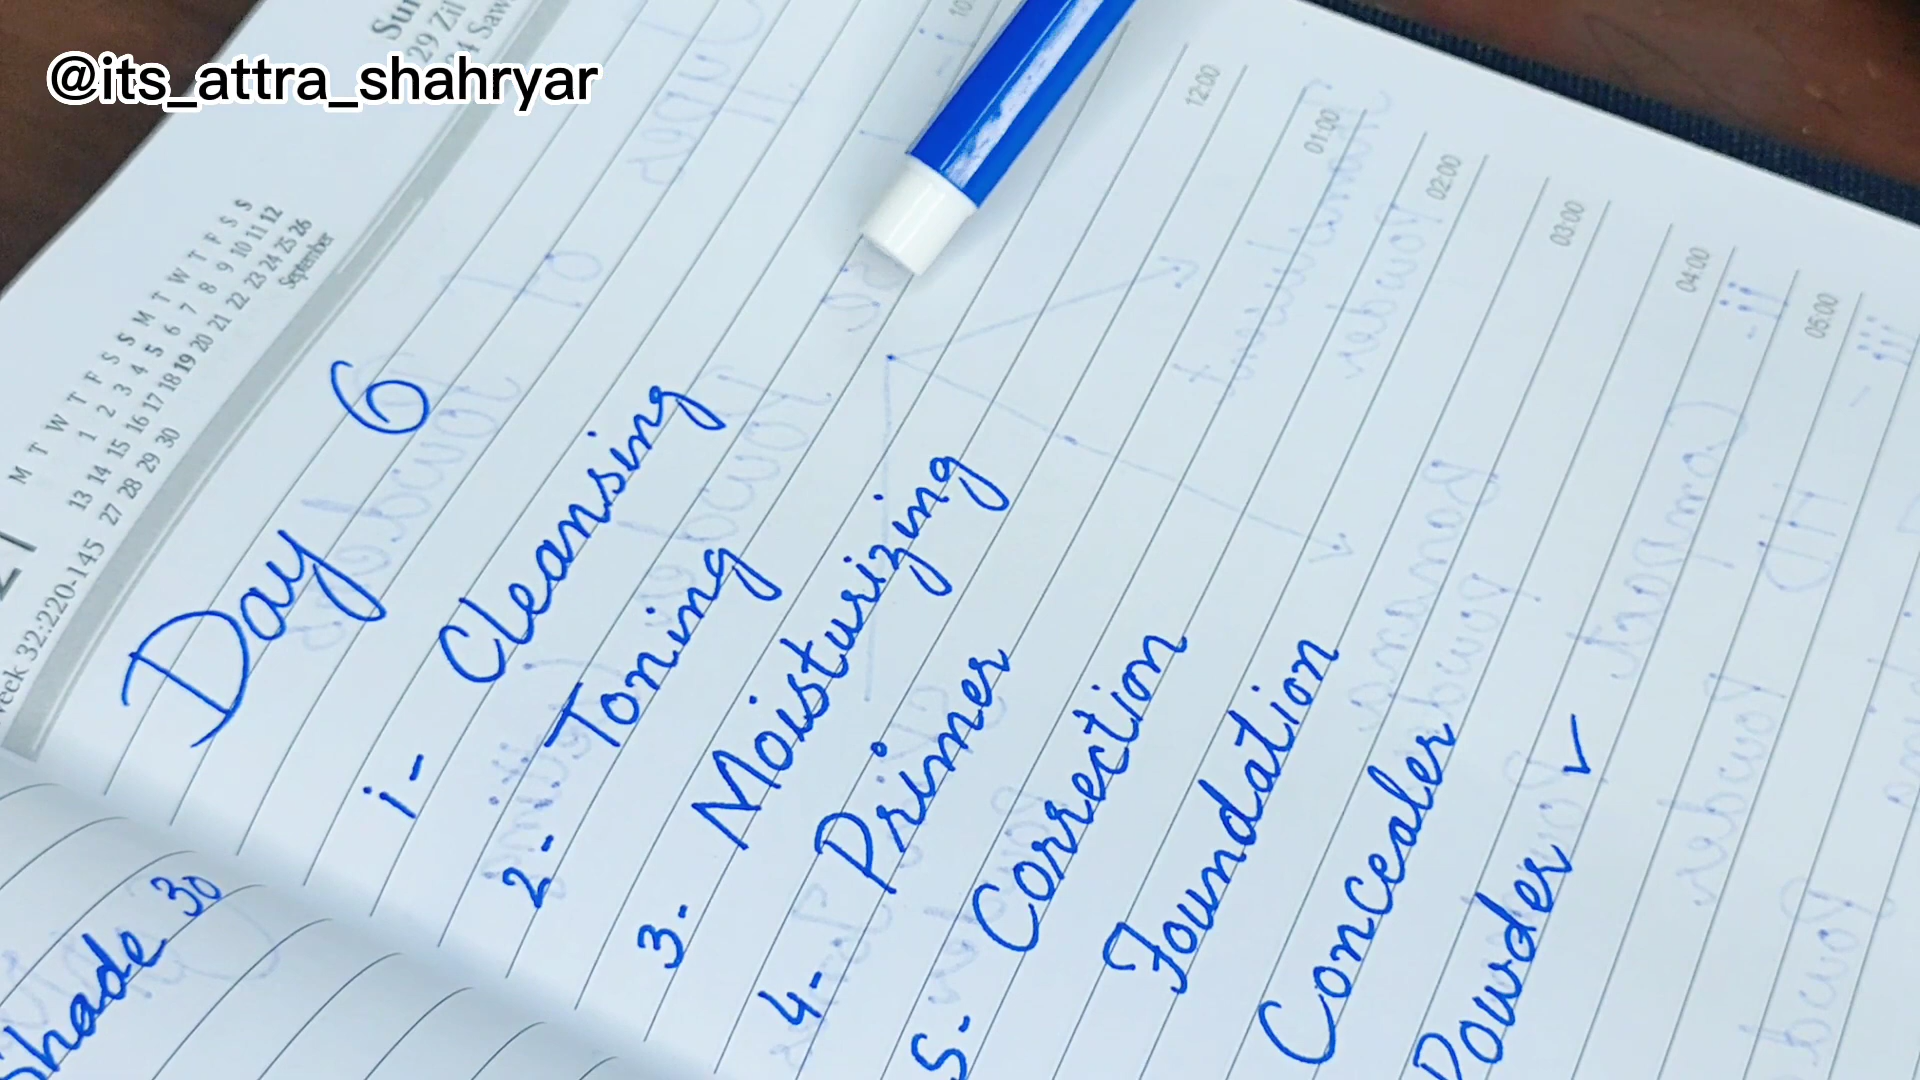 @its_attra_shahryar
Sun
29 Zil
M T W T F S S M T W T F S S
1 2 3 4 5 6 7 8 9 10 11 12
13 14 15 16 17 18 19 20 21 22 23 24 25 26
27 28 29 30
September
Week 32:220-145
12:00
01:00
02:00
03:00
04:00
05:00
Day 6
1- Cleansing
2- Toning
3- Moisturizing
4- Primer
5- Correction
Foundation
Concealer
Powder ✓
Shade 30